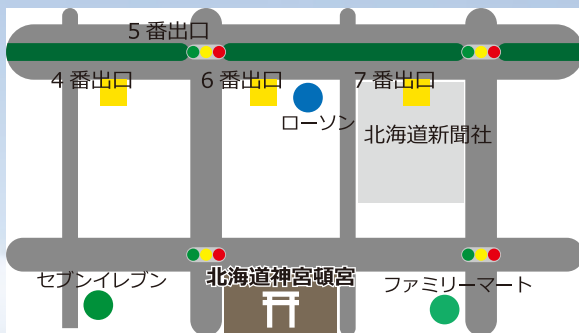 5番出口
4番出口
6番出口
7番出口
ローソン
北海道新聞社
セブンイレブン
北海道神宮頓宮
ファミリーマート